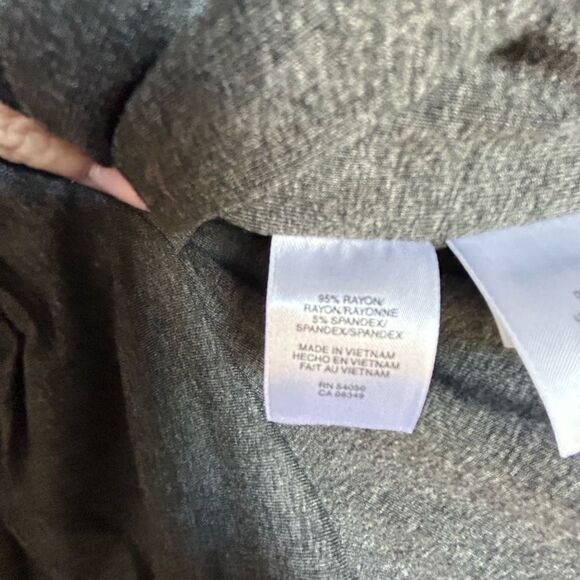 95% RAYON/
RAYON/RAYONNE
5% SPANDEX/
SPANDEX/SPANDEX
MADE IN VIETNAM
HECHO EN VIETNAM
FAIT AU VIETNAM
RN 54050
CA 08349